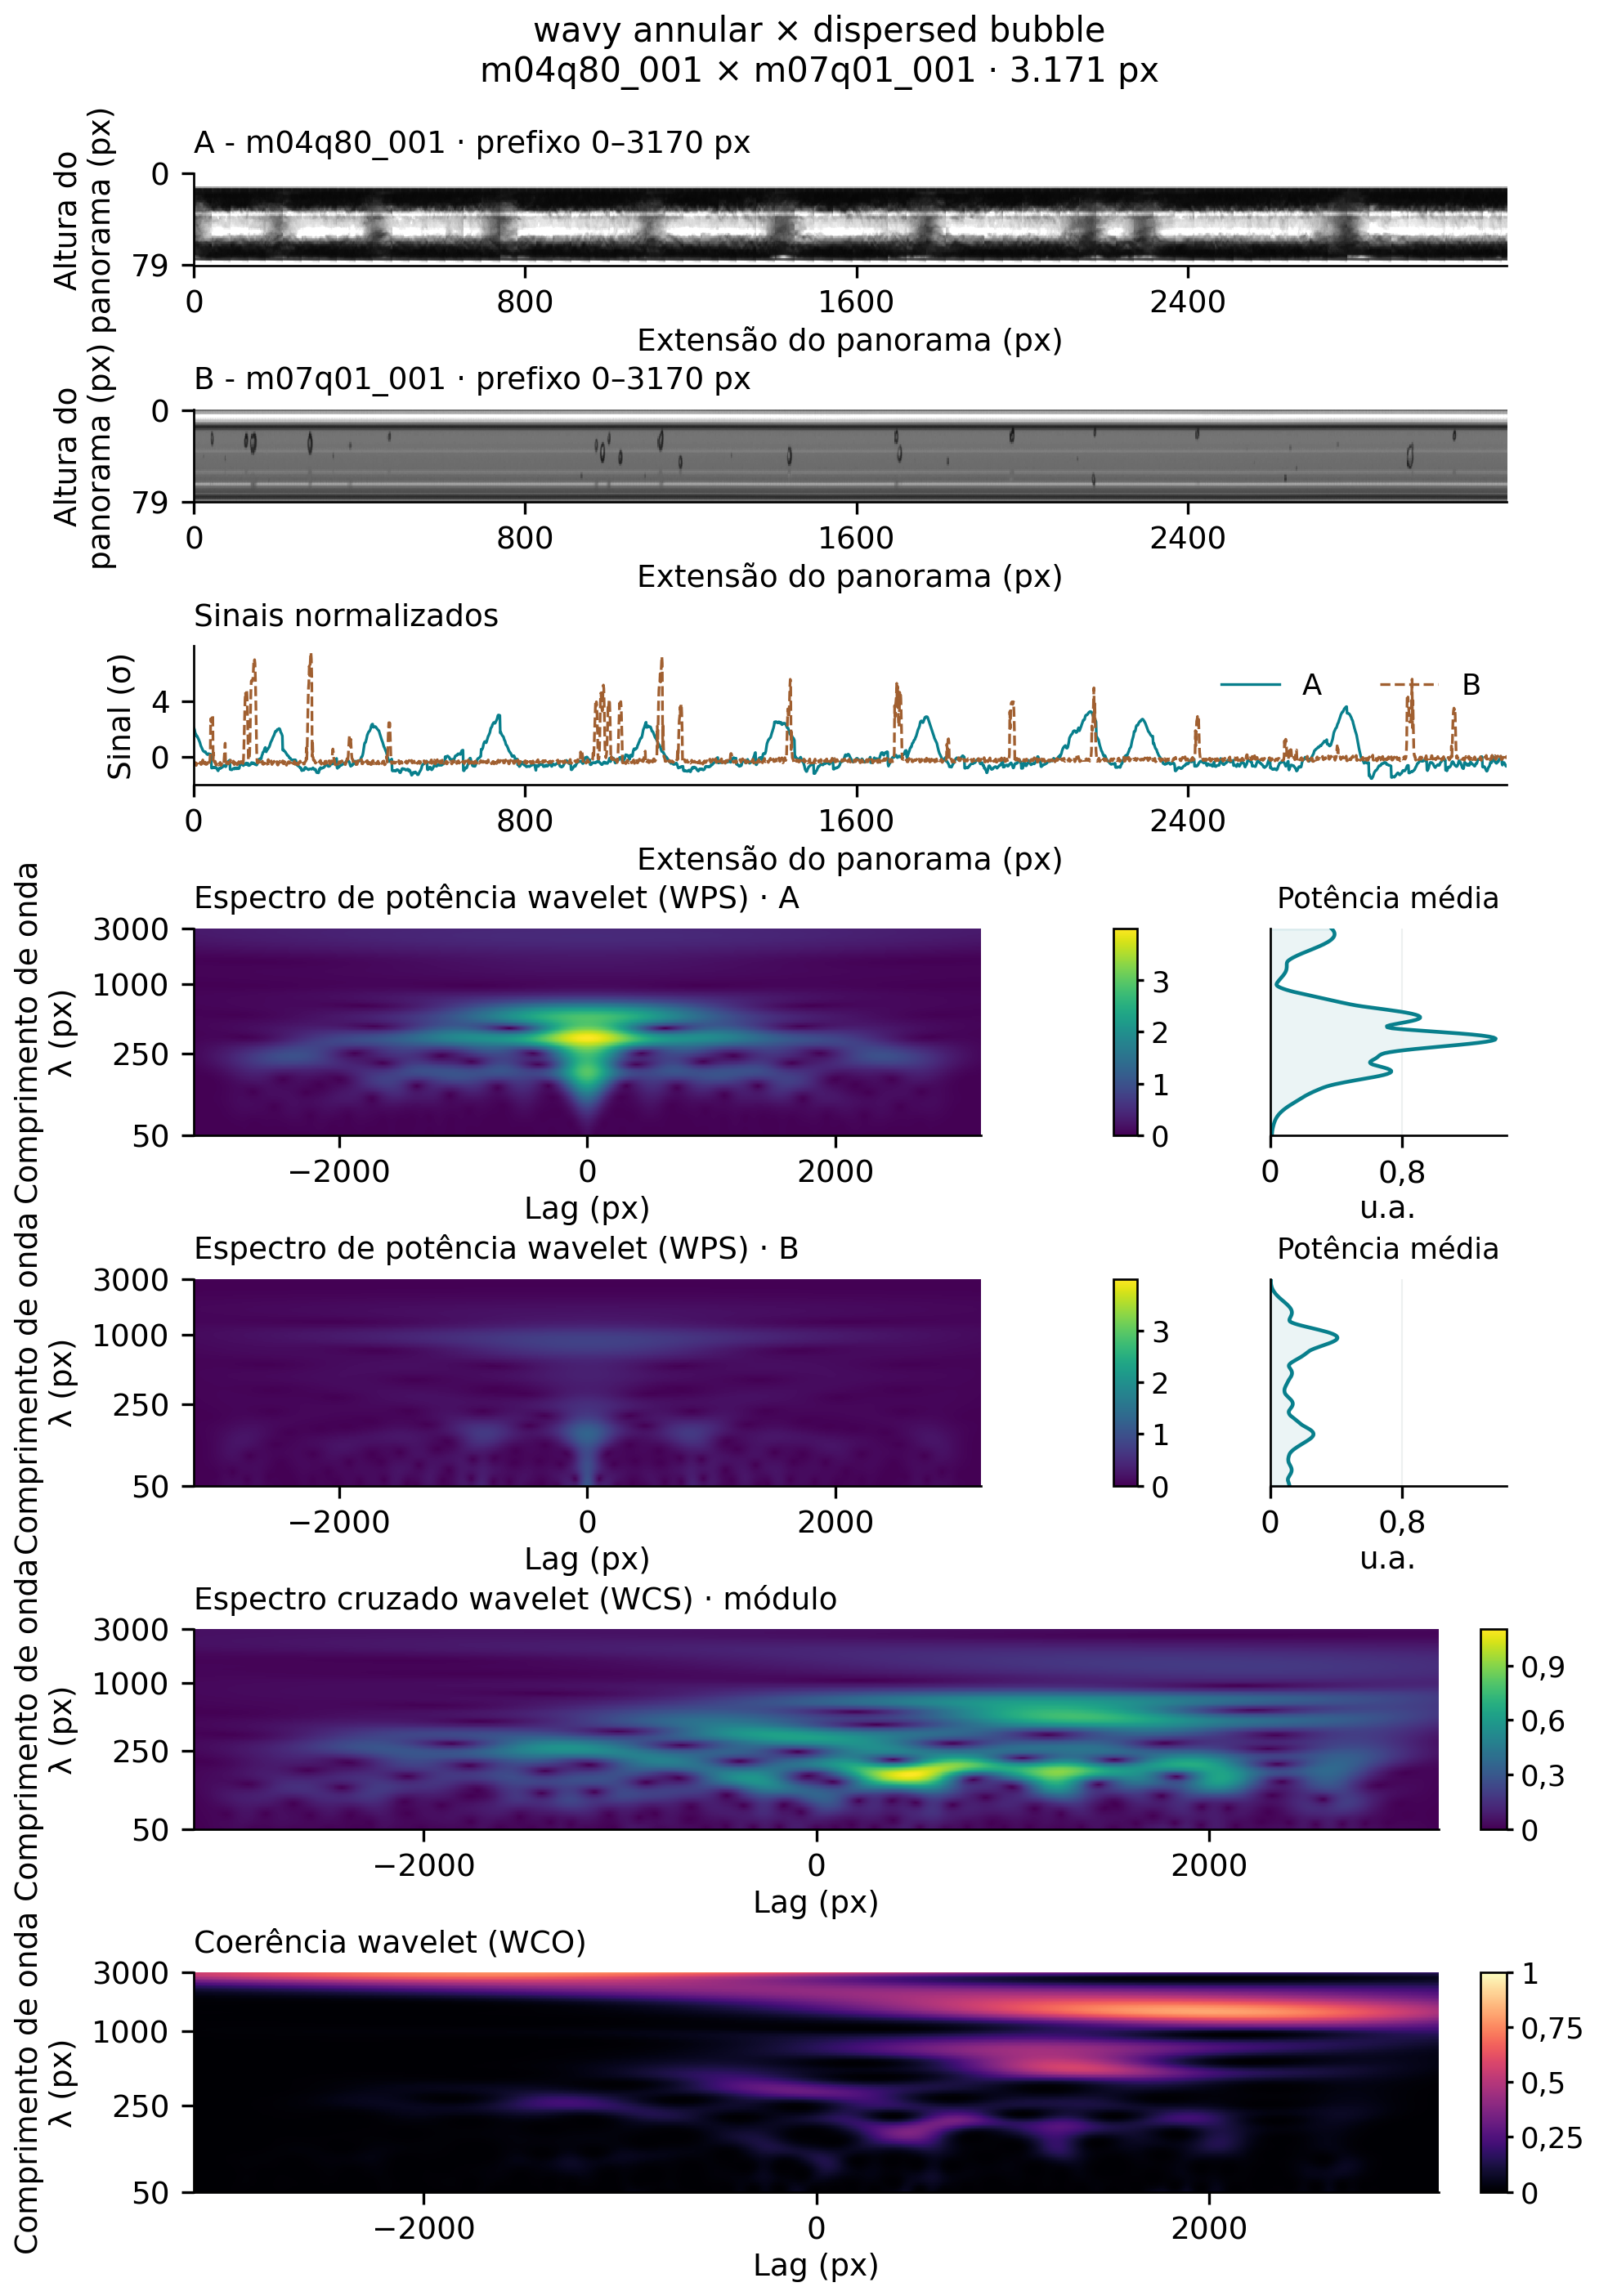 wavy annular × dispersed bubble
m04q80_001 × m07q01_001 · 3.171 px
A - m04q80_001 · prefixo 0–3170 px
Altura do
panorama (px)
0
79
0
800
1600
2400
Extensão do panorama (px)
B - m07q01_001 · prefixo 0–3170 px
Altura do
panorama (px)
0
79
0
800
1600
2400
Extensão do panorama (px)
Sinais normalizados
Sinal (σ)
4
0
A
B
0
800
1600
2400
Extensão do panorama (px)
Espectro de potência wavelet (WPS) · A
Comprimento de onda
λ (px)
3000
1000
250
50
−2000
0
2000
Lag (px)
3
2
1
0
Potência média
0
0,8
u.a.
Espectro de potência wavelet (WPS) · B
Comprimento de onda
λ (px)
3000
1000
250
50
−2000
0
2000
Lag (px)
3
2
1
0
Potência média
0
0,8
u.a.
Espectro cruzado wavelet (WCS) · módulo
Comprimento de onda
λ (px)
3000
1000
250
50
−2000
0
2000
Lag (px)
0,9
0,6
0,3
0
Coerência wavelet (WCO)
Comprimento de onda
λ (px)
3000
1000
250
50
−2000
0
2000
Lag (px)
1
0,75
0,5
0,25
0